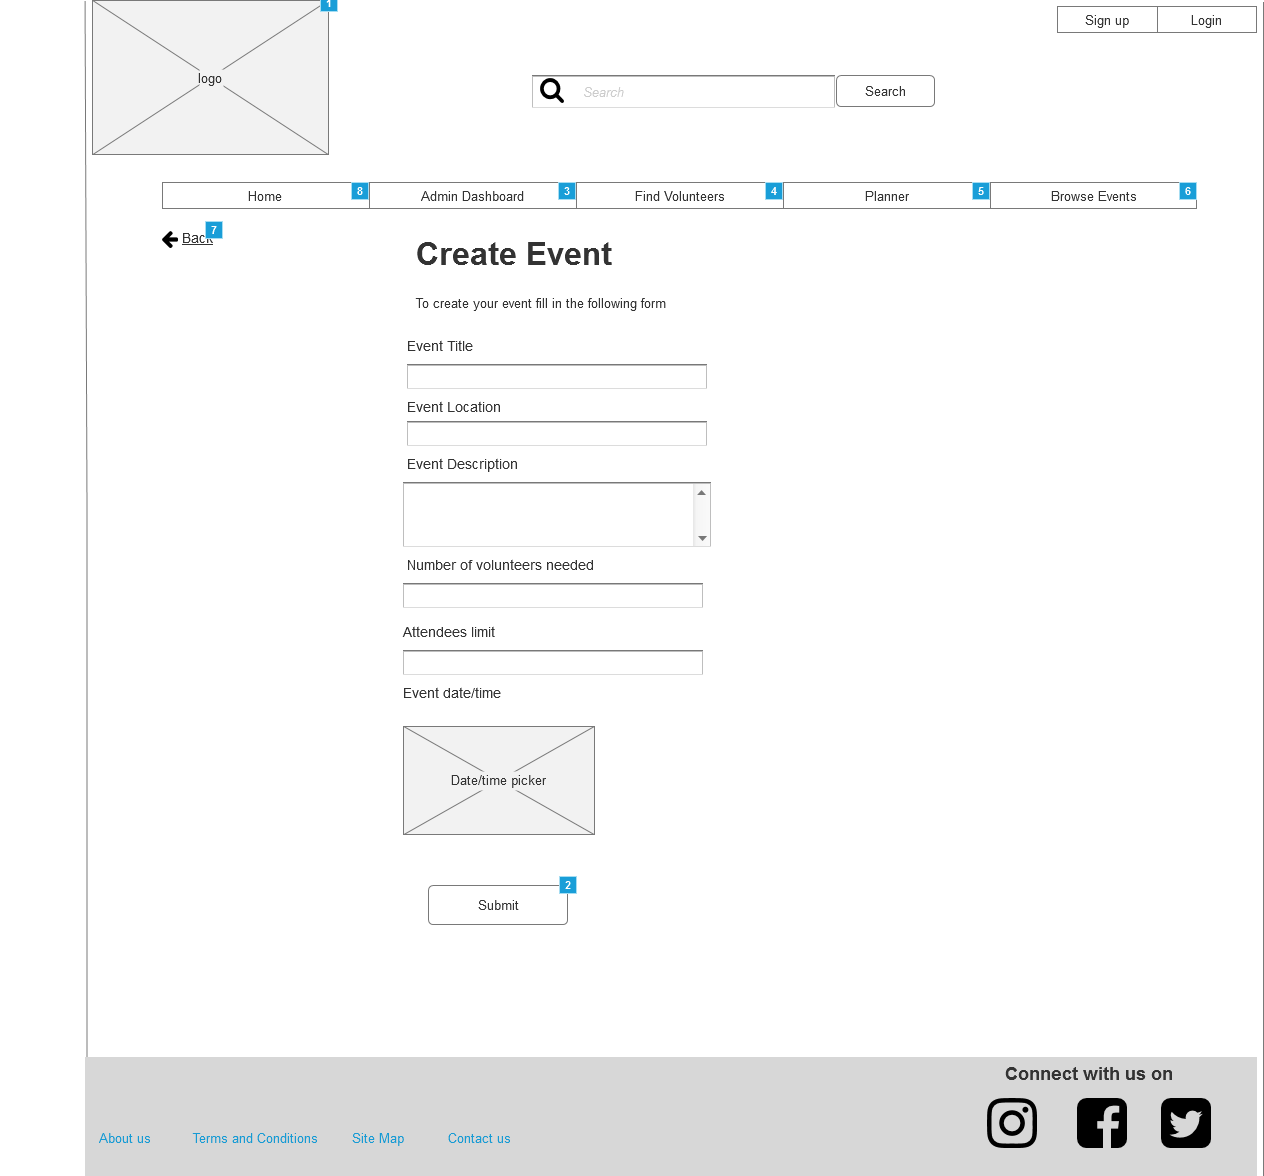 1
Sign up Login
logo
Search Search
Home 8 Admin Dashboard 3 Find Volunteers 4 Planner 5 Browse Events 6
Back 7
Create Event
To create your event fill in the following form
Event Title
Event Location
Event Description
Number of volunteers needed
Attendees limit
Event date/time
Date/time picker
2
Submit
Connect with us on
About us Terms and Conditions Site Map Contact us